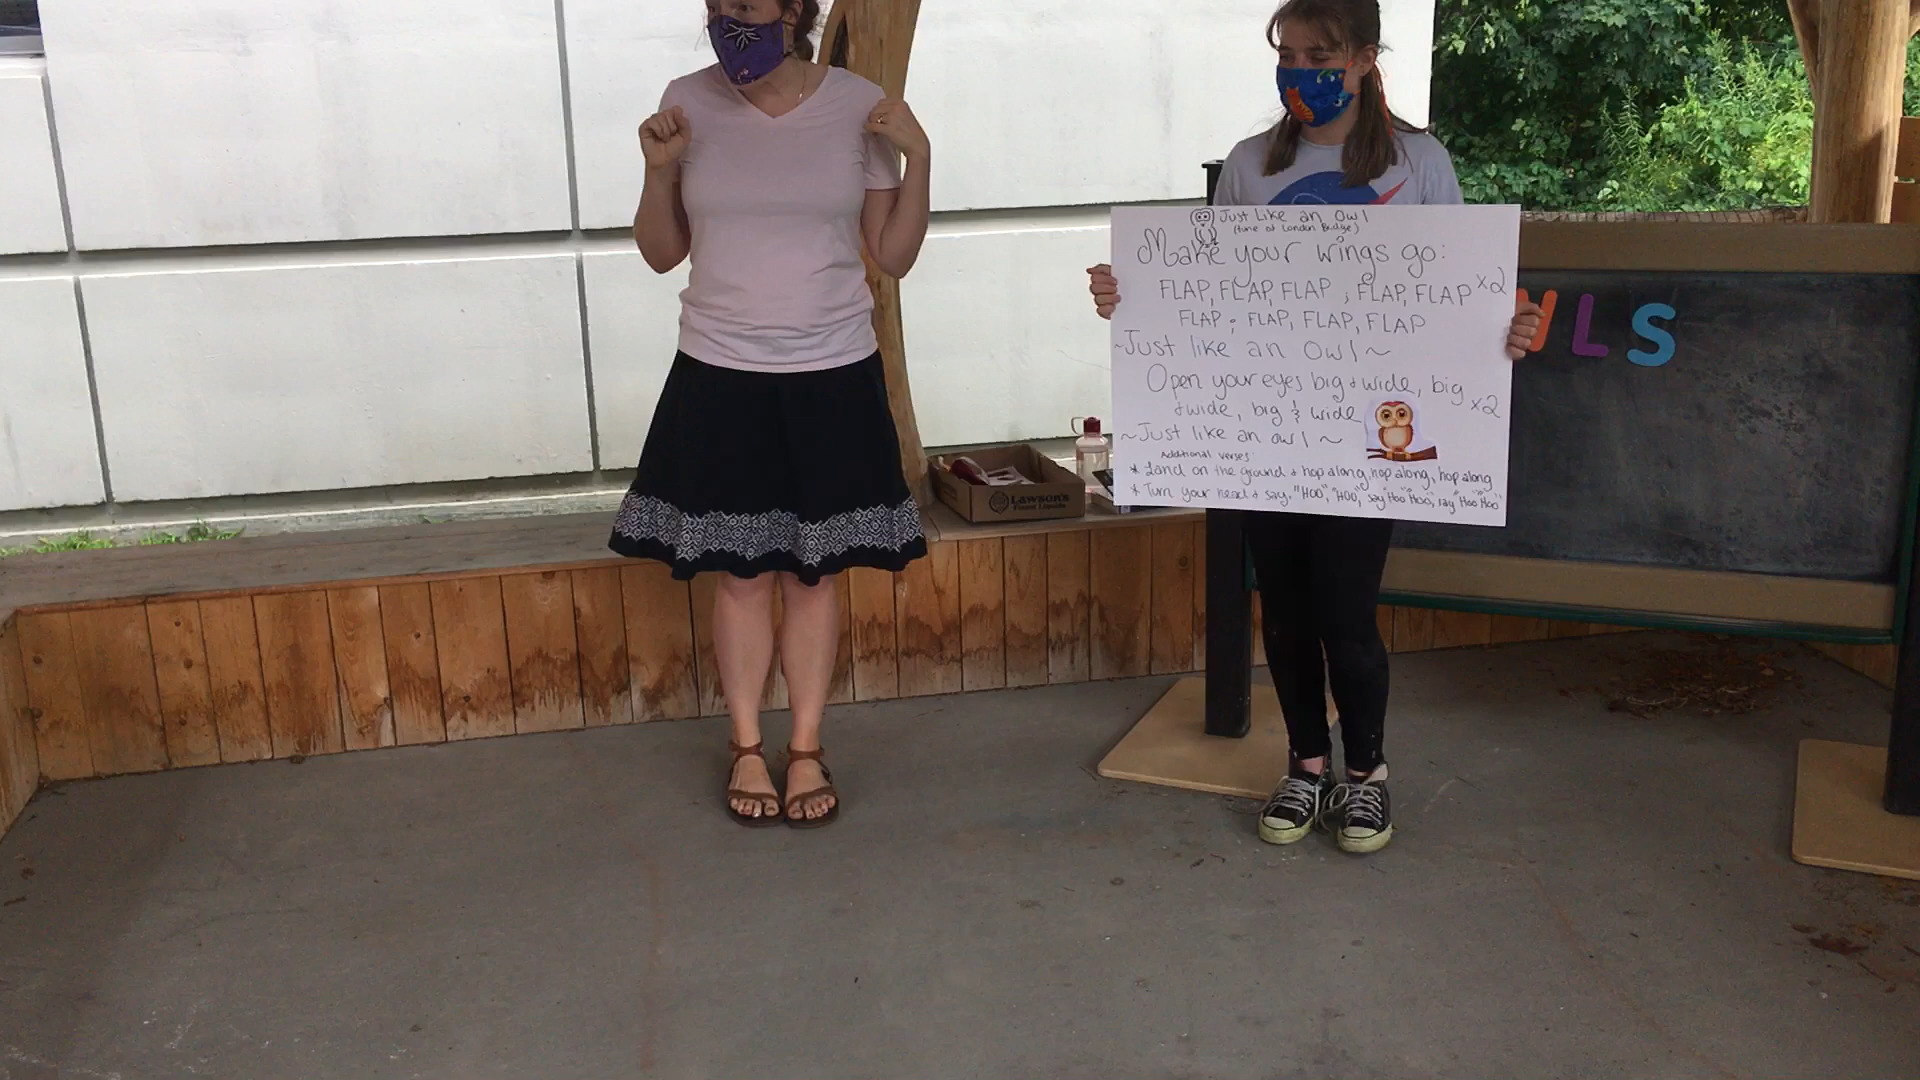 Just Like an Owl
(tune of London Bridge)
Make your wings go:
FLAP, FLAP, FLAP ; FLAP, FLAP x2
FLAP ; FLAP, FLAP, FLAP
~Just like an Owl~
Open your eyes big & wide, big
& wide, big & wide x2
~Just like an owl~
Additional verses
* Land on the ground & hop along, hop along, hop along
* Turn your head & say, "HOO", "HOO", say "Hoo" "Hoo", say "Hoo" "Hoo"
WLS
LAWSON'S
Finest Liquids